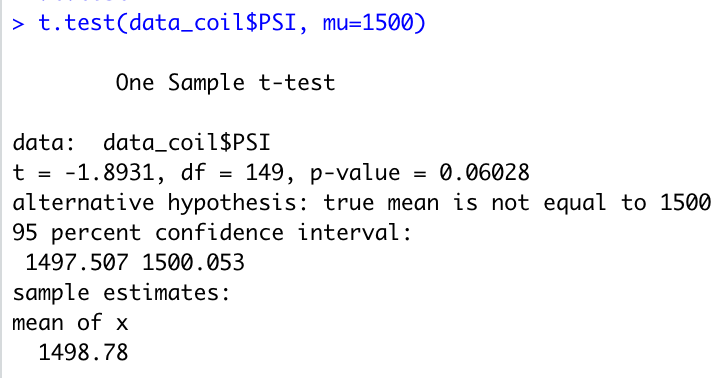 > t.test(data_coil$PSI, mu=1500)
One Sample t-test
data:  data_coil$PSI
t = -1.8931, df = 149, p-value = 0.06028
alternative hypothesis: true mean is not equal to 1500
95 percent confidence interval:
1497.507 1500.053
sample estimates:
mean of x
1498.78